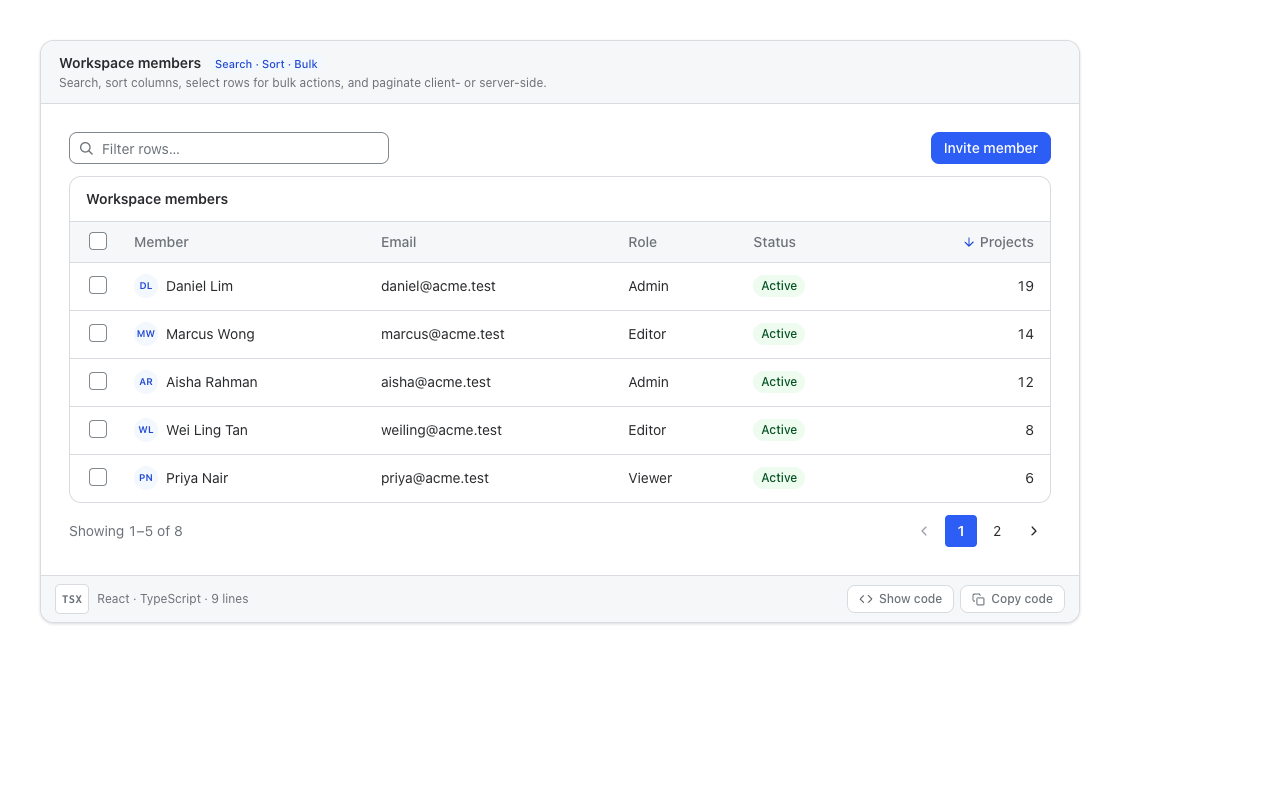 Workspace members Search · Sort · Bulk
Search, sort columns, select rows for bulk actions, and paginate client- or server-side.
Filter rows... Invite member
Workspace members
Member Email Role Status Projects
DL Daniel Lim daniel@acme.test Admin Active 19
MW Marcus Wong marcus@acme.test Editor Active 14
AR Aisha Rahman aisha@acme.test Admin Active 12
WL Wei Ling Tan weiling@acme.test Editor Active 8
PN Priya Nair priya@acme.test Viewer Active 6
Showing 1–5 of 8 1 2
TSX React · TypeScript · 9 lines Show code Copy code